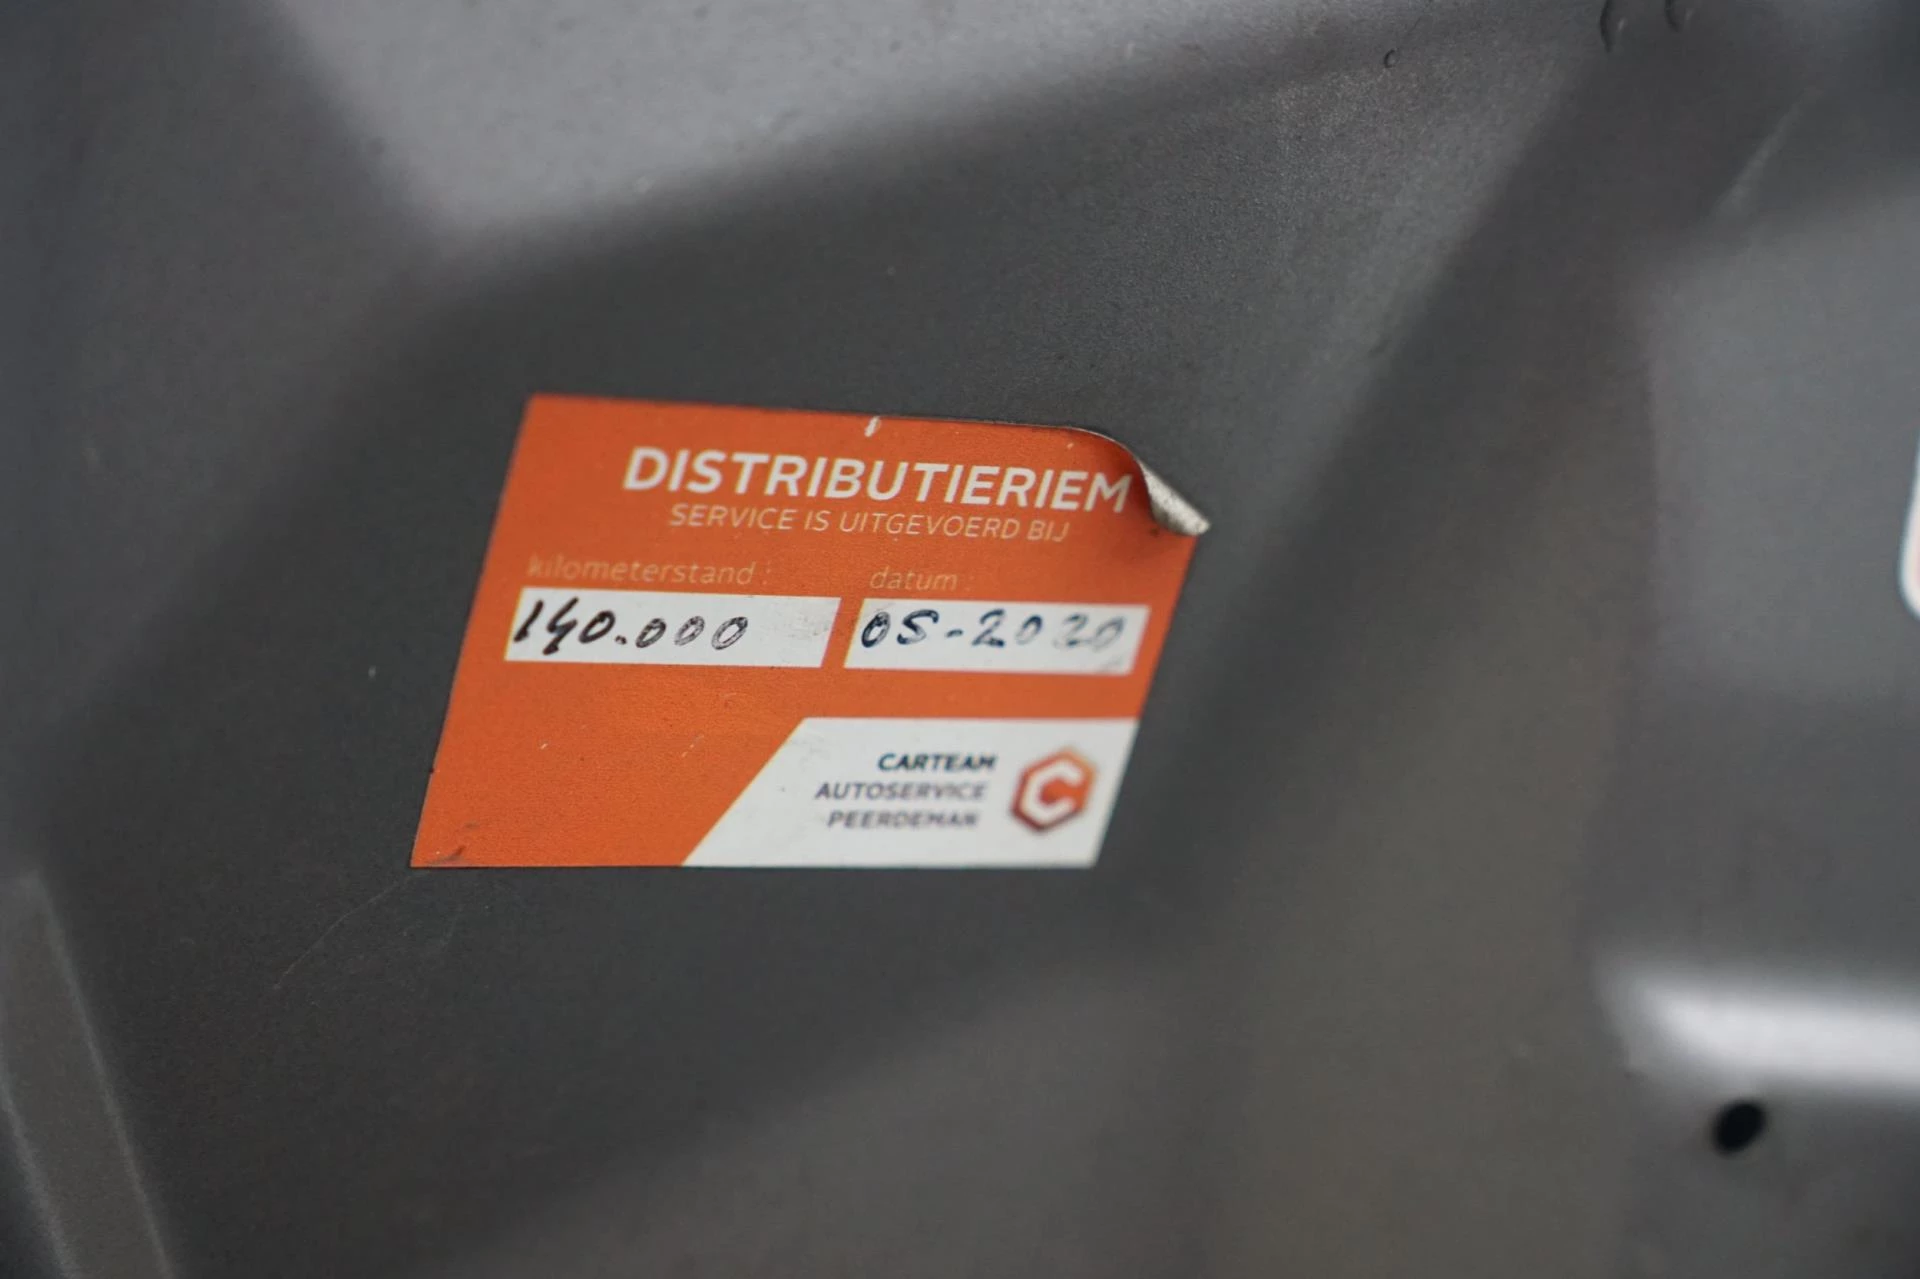 DISTRIBUTIERIEM
SERVICE IS UITGEVOERD BIJ
kilometerstand : datum :
140.000 05-2020
CARTEAM
AUTOSERVICE
PEERDEMAN